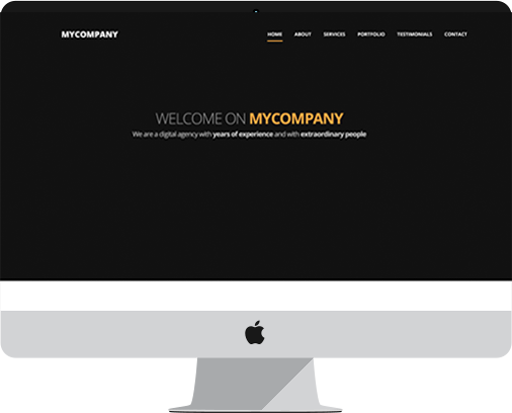 MYCOMPANY
HOME ABOUT SERVICES PORTFOLIO TESTIMONIALS CONTACT
WELCOME ON MYCOMPANY
We are a digital agency with years of experience and with extraordinary people